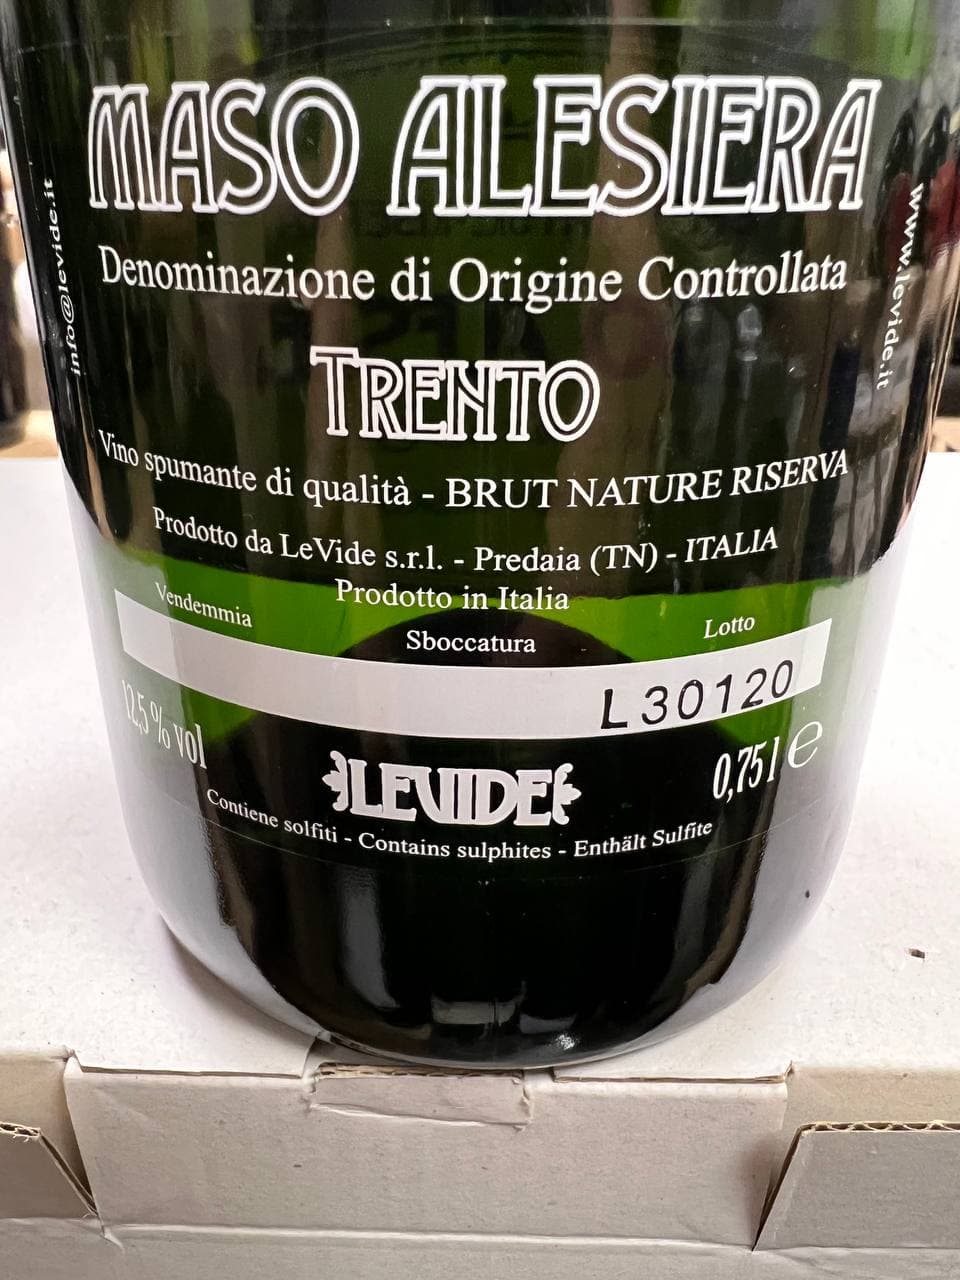 MASO ALESIERA
Denominazione di Origine Controllata
TRENTO
Vino spumante di qualità - BRUT NATURE RISERVA
Prodotto da LeVide s.r.l. - Predaia (TN) - ITALIA
Prodotto in Italia
Vendemmia Sboccatura Lotto
L30120
12,5 % vol
LEVIDE
0,75 l e
Contiene solfiti - Contains sulphites - Enthält Sulfite
info@levide.it
www.levide.it